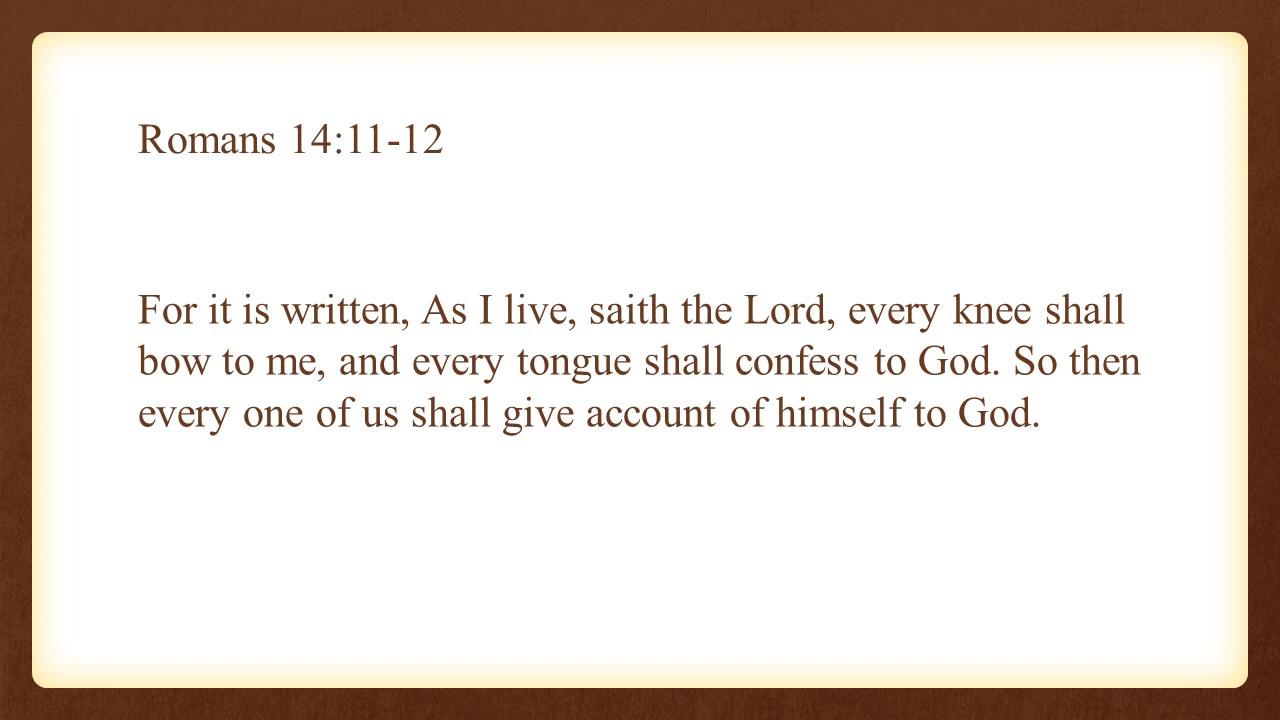 Romans 14:11-12
For it is written, As I live, saith the Lord, every knee shall
bow to me, and every tongue shall confess to God. So then
every one of us shall give account of himself to God.